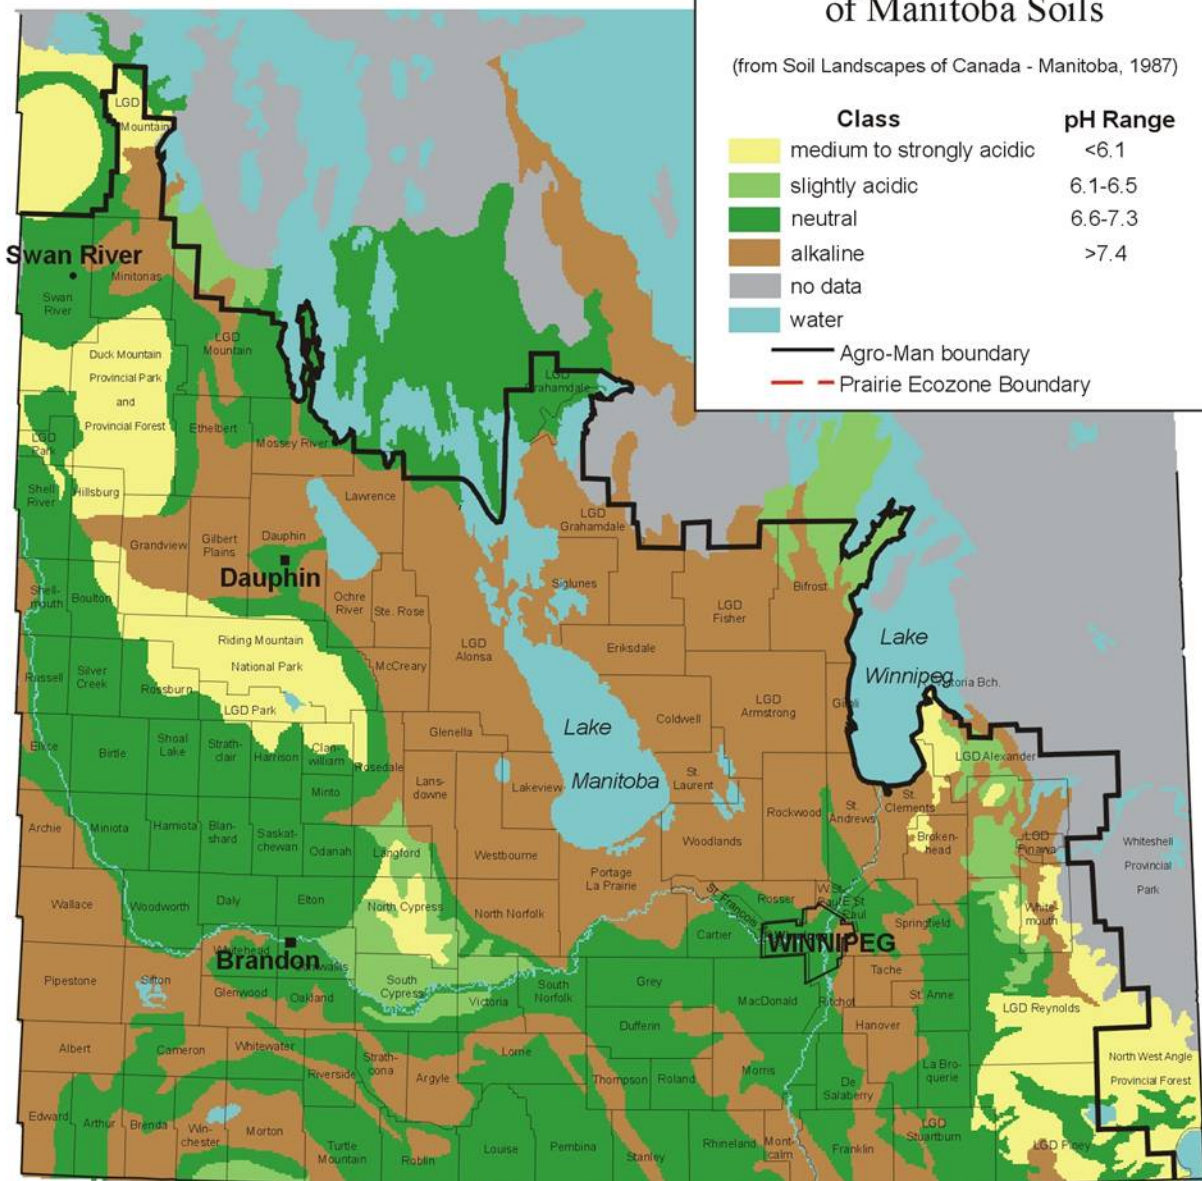 of Manitoba Soils
(from Soil Landscapes of Canada - Manitoba, 1987)
Class pH Range
medium to strongly acidic <6.1
slightly acidic 6.1-6.5
neutral 6.6-7.3
alkaline >7.4
no data
water
Agro-Man boundary
Prairie Ecozone Boundary
LGD
Mountain
Swan River
Minitonas
Swan
River
LGD
Mountain
Duck Mountain
Provincial Park
and
Provincial Forest
LGD
Grahamdale
Ethelbert
Mossey River
LGD
Park
Shell
River
Hillsburg
Lawrence
LGD
Grahamdale
Grandview
Gilbert
Plains
Dauphin
Dauphin
Siglunes
Bifrost
Shell-
mouth
Boulton
Ochre
River
Ste. Rose
LGD
Fisher
Riding Mountain
National Park
LGD
Alonsa
Eriksdale
Lake
Winnipeg
McCreary
Russell
Silver
Creek
Rossburn
LGD Park
Victoria Bch.
LGD
Armstrong
Gimli
Coldwell
Lake
Manitoba
Glenella
Ellice
Birtle
Shoal
Lake
Strath-
clair
Harrison
Clan-
william
Rosedale
LGD Alexander
Lans-
downe
Lakeview
St.
Laurent
Minto
St.
Clements
Rockwood
St.
Andrews
Archie
Miniota
Hamiota
Blan-
shard
Saskat-
chewan
Odanah
Langford
Westbourne
Woodlands
Broken-
head
LGD
Pinawa
Whiteshell
Provincial
Park
Portage
La Prairie
Wallace
Woodworth
Daly
Elton
North Cypress
North Norfolk
St. Francois
Rosser
W. St.
Paul
E. St.
Paul
White-
mouth
Springfield
Cartier
WINNIPEG
Whitehead
Brandon
Cornwallis
Pipestone
Sifton
Glenwood
Oakland
South
Cypress
Victoria
South
Norfolk
Grey
MacDonald
Ritchot
Tache
St. Anne
LGD Reynolds
Dufferin
Hanover
Albert
Cameron
Whitewater
Riverside
Strath-
cona
Argyle
Lorne
Thompson
Roland
Morris
De
Salaberry
La Bro-
querie
North West Angle
Provincial Forest
Edward
Arthur
Brenda
Win-
chester
Morton
Turtle
Mountain
Roblin
Louise
Pembina
Stanley
Rhineland
Mont-
calm
Franklin
LGD
Stuartburn
LGD Piney